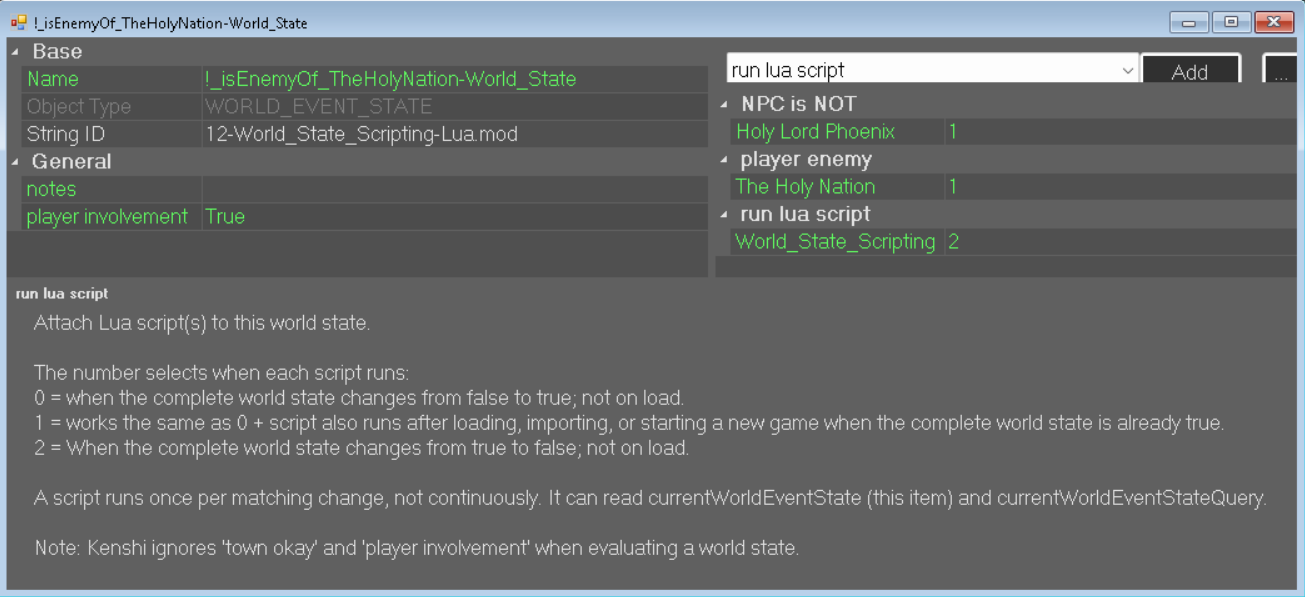 !_isEnemyOf_TheHolyNation-World_State
Base
Name !_isEnemyOf_TheHolyNation-World_State
Object Type WORLD_EVENT_STATE
String ID 12-World_State_Scripting-Lua.mod
General
notes
player involvement True
run lua script Add ...
NPC is NOT
Holy Lord Phoenix 1
player enemy
The Holy Nation 1
run lua script
World_State_Scripting 2
run lua script
Attach Lua script(s) to this world state.
The number selects when each script runs:
0 = when the complete world state changes from false to true; not on load.
1 = works the same as 0 + script also runs after loading, importing, or starting a new game when the complete world state is already true.
2 = When the complete world state changes from true to false; not on load.
A script runs once per matching change, not continuously. It can read currentWorldEventState (this item) and currentWorldEventStateQuery.
Note: Kenshi ignores 'town okay' and 'player involvement' when evaluating a world state.